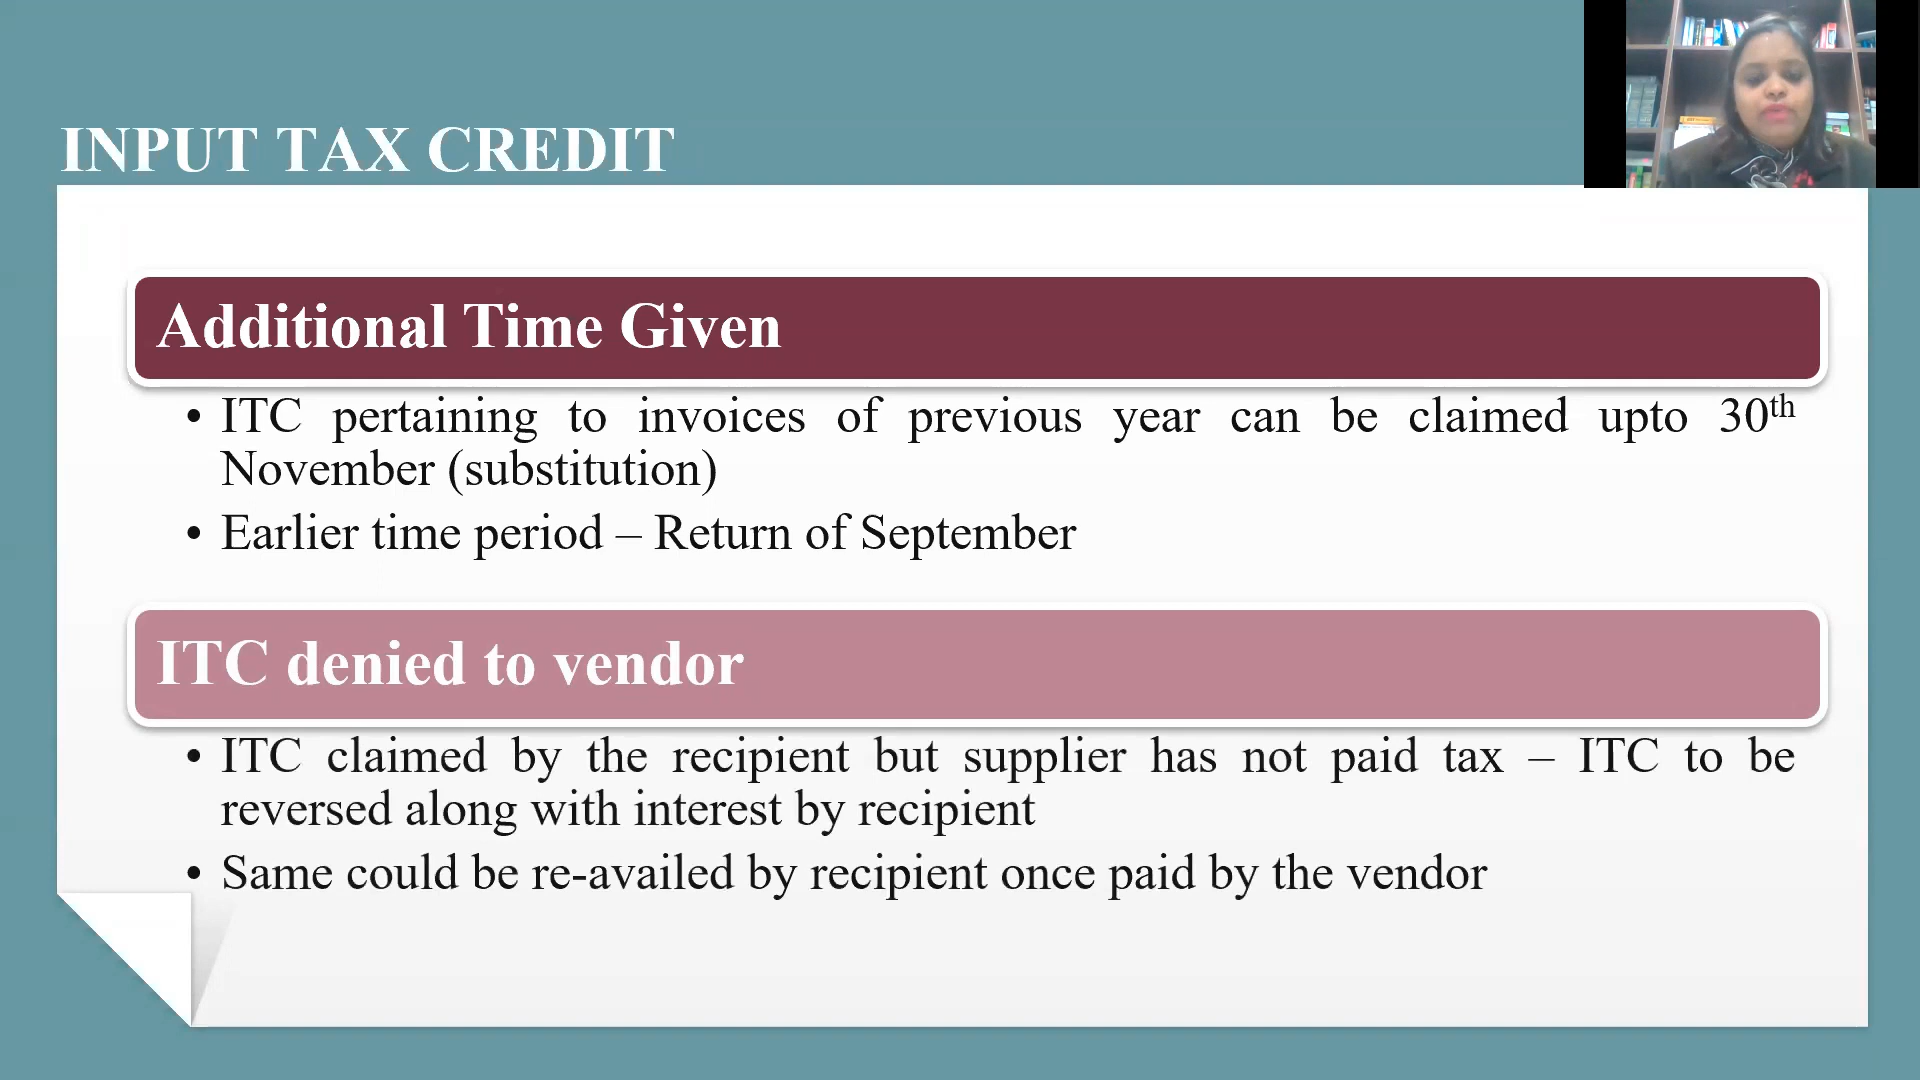 INPUT TAX CREDIT
Additional Time Given
• ITC pertaining to invoices of previous year can be claimed upto 30th
November (substitution)
• Earlier time period – Return of September
ITC denied to vendor
• ITC claimed by the recipient but supplier has not paid tax – ITC to be
reversed along with interest by recipient
• Same could be re-availed by recipient once paid by the vendor